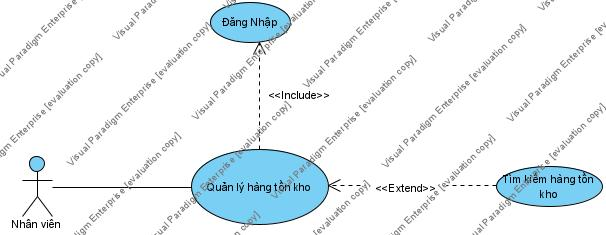 Đăng Nhập
<<Include>>
Quản lý hàng tồn kho
<<Extend>>
Tìm kiếm hàng tồn
kho
Nhân viên
Visual Paradigm Enterprise [evaluation copy]